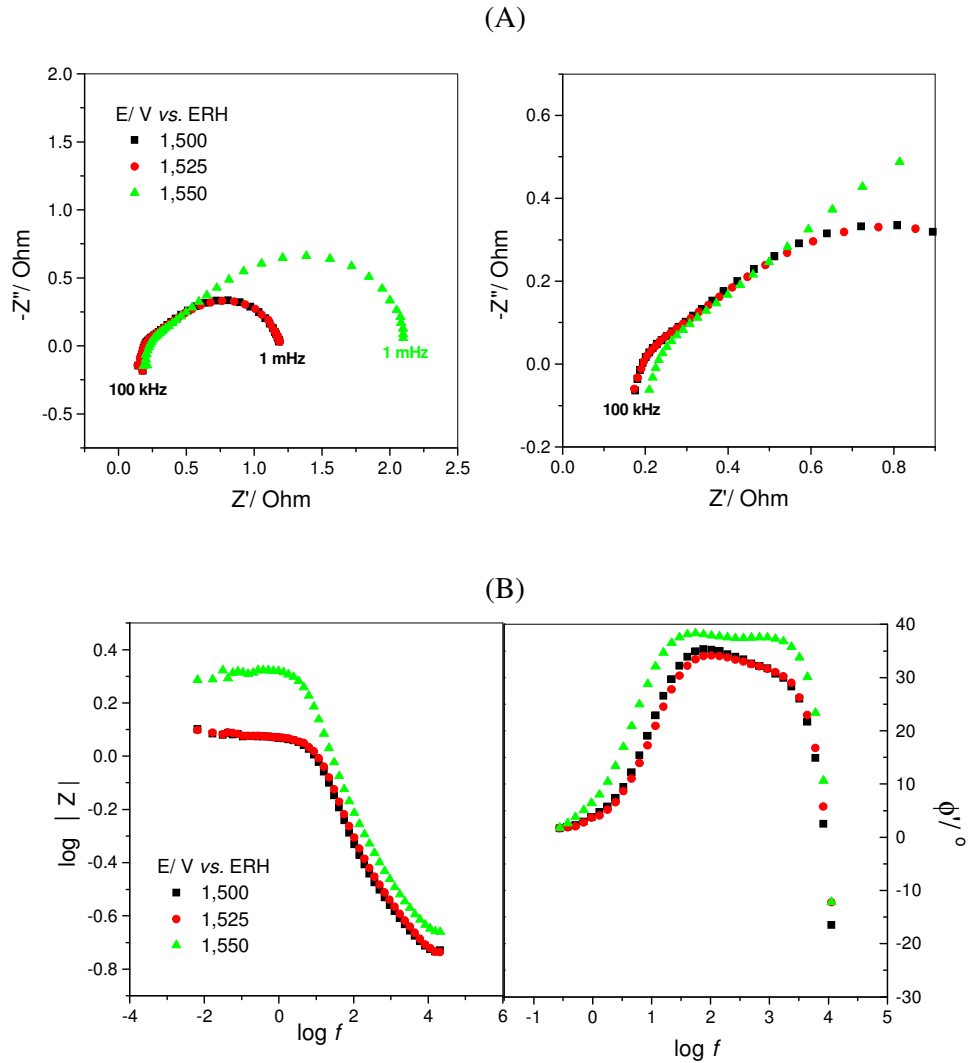 (A)
2.0
1.5
1.0
0.5
0.0
-0.5
-Z''/ Ohm
E/ V vs. ERH
1,500
1,525
1,550
100 kHz
1 mHz
1 mHz
0.0 0.5 1.0 1.5 2.0 2.5
Z'/ Ohm
0.6
0.4
0.2
0.0
-0.2
-Z''/ Ohm
100 kHz
0.0 0.2 0.4 0.6 0.8
Z'/ Ohm
(B)
0.4
0.2
0.0
-0.2
-0.4
-0.6
-0.8
log | Z |
E/ V vs. ERH
1,500
1,525
1,550
-4 -2 0 2 4 6
log f
40
30
20
10
0
-10
-20
-30
ϕ'/°
-1 0 1 2 3 4 5
log f